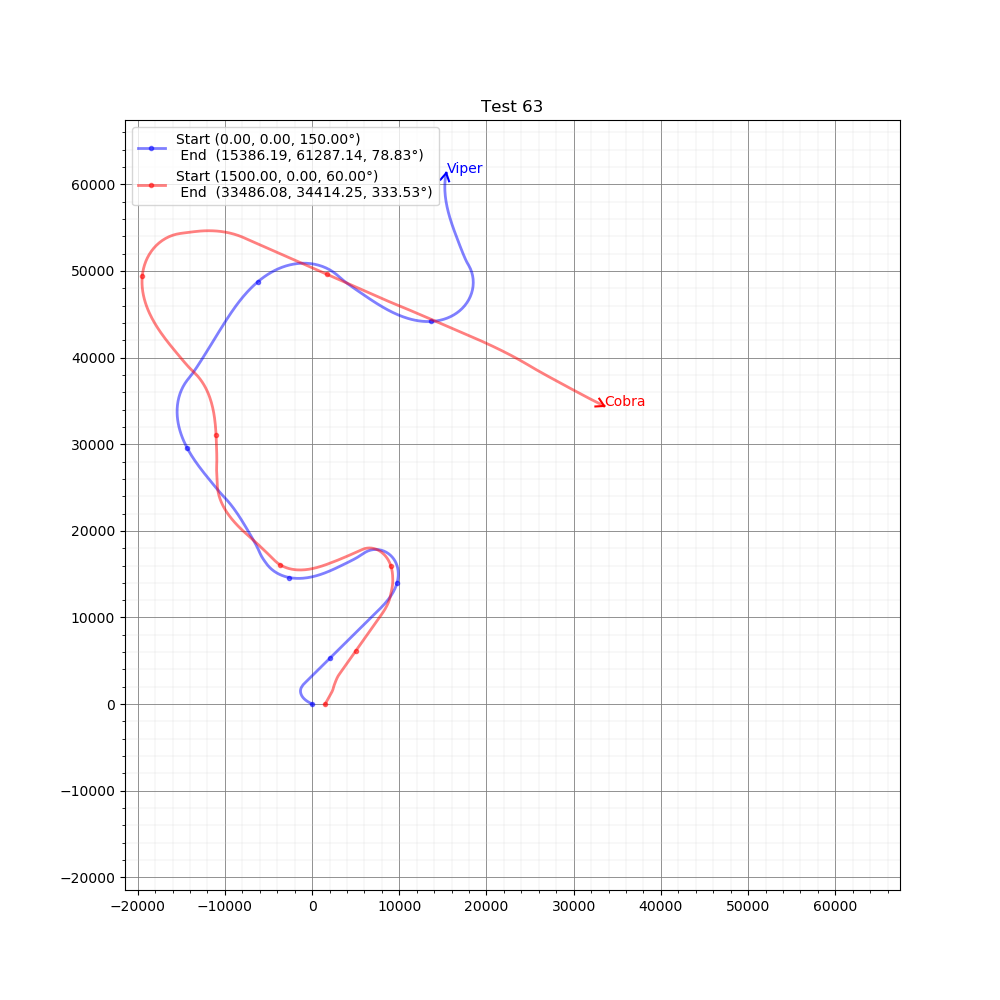 Test 63
Start (0.00, 0.00, 150.00°)
End  (15386.19, 61287.14, 78.83°)
Start (1500.00, 0.00, 60.00°)
End  (33486.08, 34414.25, 333.53°)
Viper
Cobra
60000
50000
40000
30000
20000
10000
0
−10000
−20000
−20000 −10000 0 10000 20000 30000 40000 50000 60000